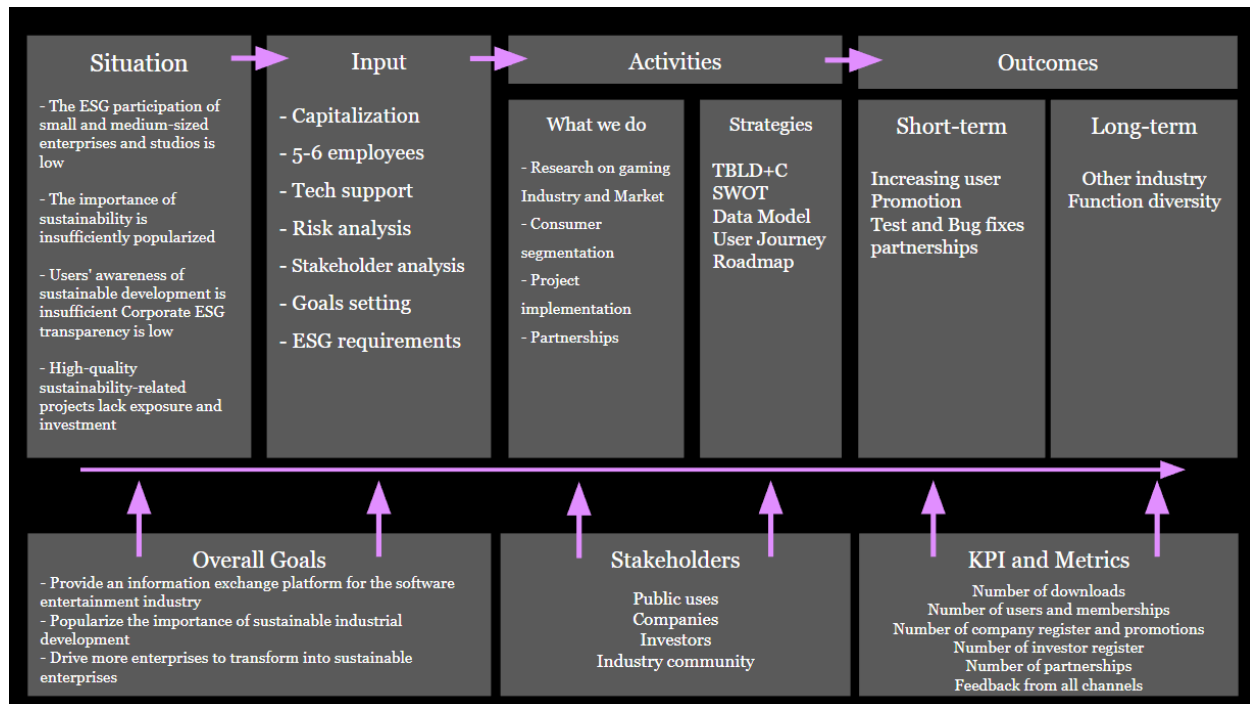 Situation
- The ESG participation of
small and medium-sized
enterprises and studios is
low
- The importance of
sustainability is
insufficiently popularized
- Users' awareness of
sustainable development is
insufficient Corporate ESG
transparency is low
- High-quality
sustainability-related
projects lack exposure and
investment
Input
- Capitalization
- 5-6 employees
- Tech support
- Risk analysis
- Stakeholder analysis
- Goals setting
- ESG requirements
Activities
What we do
- Research on gaming
Industry and Market
- Consumer
segmentation
- Project
implementation
- Partnerships
Strategies
TBLD+C
SWOT
Data Model
User Journey
Roadmap
Outcomes
Short-term
Increasing user
Promotion
Test and Bug fixes
partnerships
Long-term
Other industry
Function diversity
Overall Goals
- Provide an information exchange platform for the software
entertainment industry
- Popularize the importance of sustainable industrial
development
- Drive more enterprises to transform into sustainable
enterprises
Stakeholders
Public uses
Companies
Investors
Industry community
KPI and Metrics
Number of downloads
Number of users and memberships
Number of company register and promotions
Number of investor register
Number of partnerships
Feedback from all channels